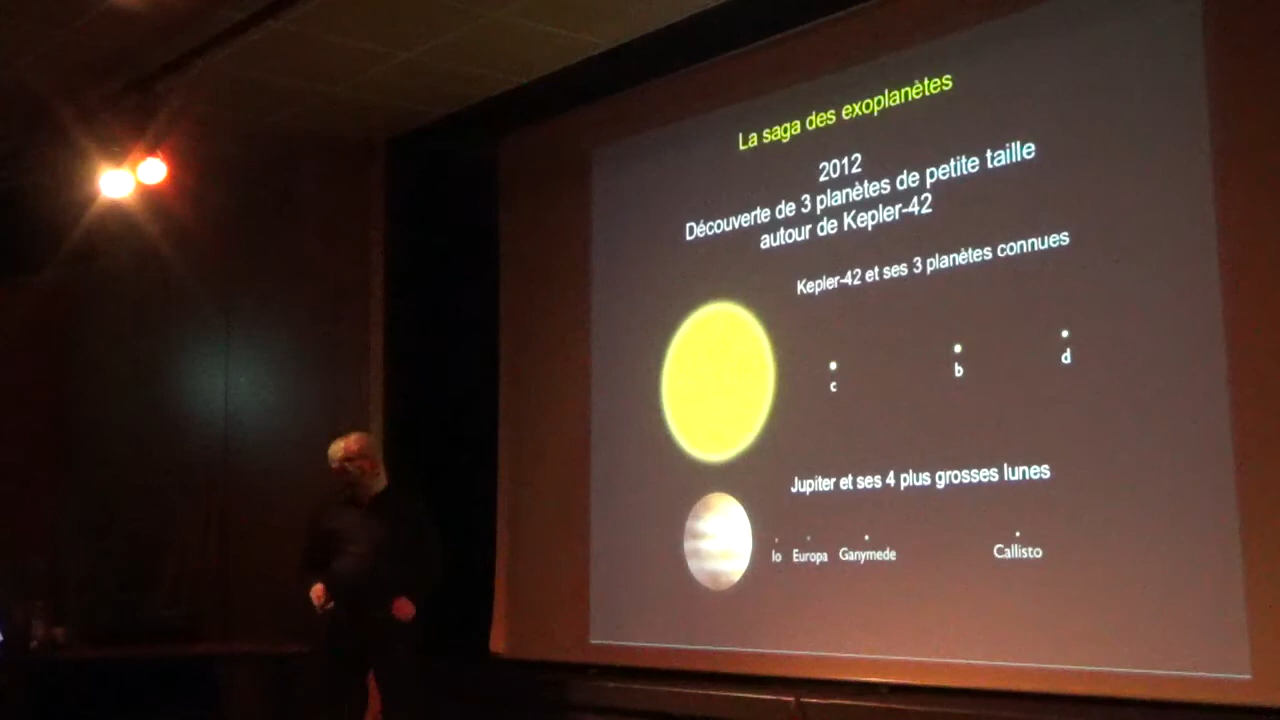 La saga des exoplanètes
2012
Découverte de 3 planètes de petite taille
autour de Kepler-42
Kepler-42 et ses 3 planètes connues
c
b
d
Jupiter et ses 4 plus grosses lunes
Io
Europa
Ganymede
Callisto